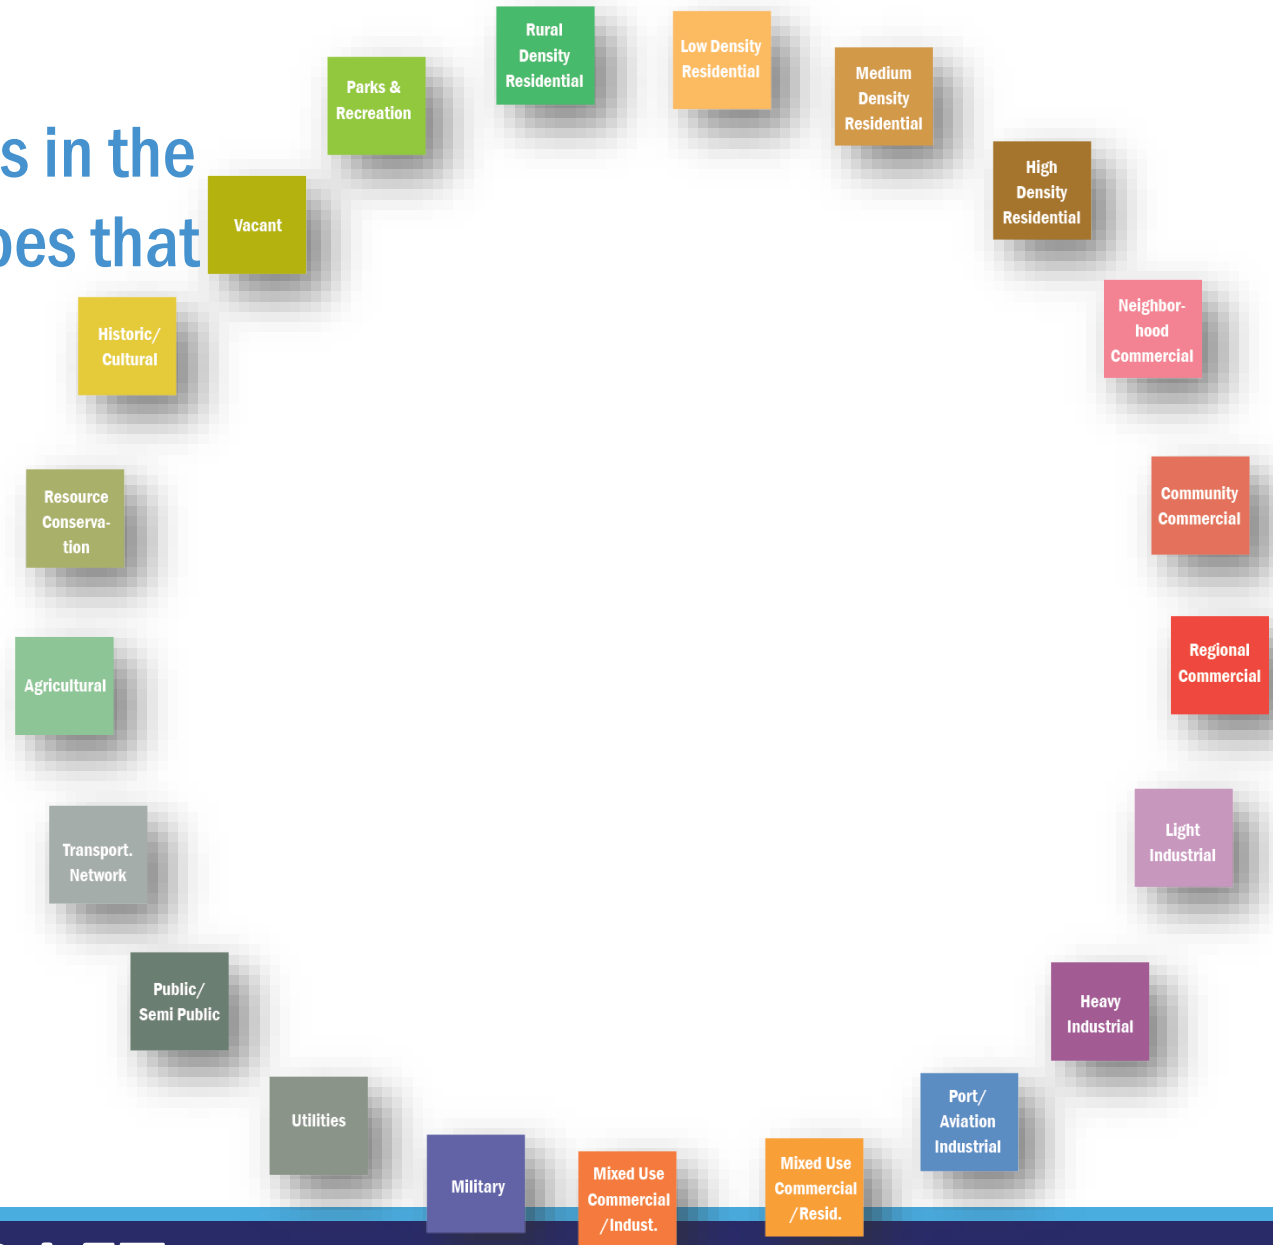 s in the
pes that
Rural
Density
Residential
Low Density
Residential
Medium
Density
Residential
High
Density
Residential
Neighbor-
hood
Commercial
Community
Commercial
Regional
Commercial
Light
Industrial
Heavy
Industrial
Port/
Aviation
Industrial
Mixed Use
Commercial
/Resid.
Mixed Use
Commercial
/Indust.
Military
Utilities
Public/
Semi Public
Transport.
Network
Agricultural
Resource
Conserva-
tion
Historic/
Cultural
Vacant
Parks &
Recreation